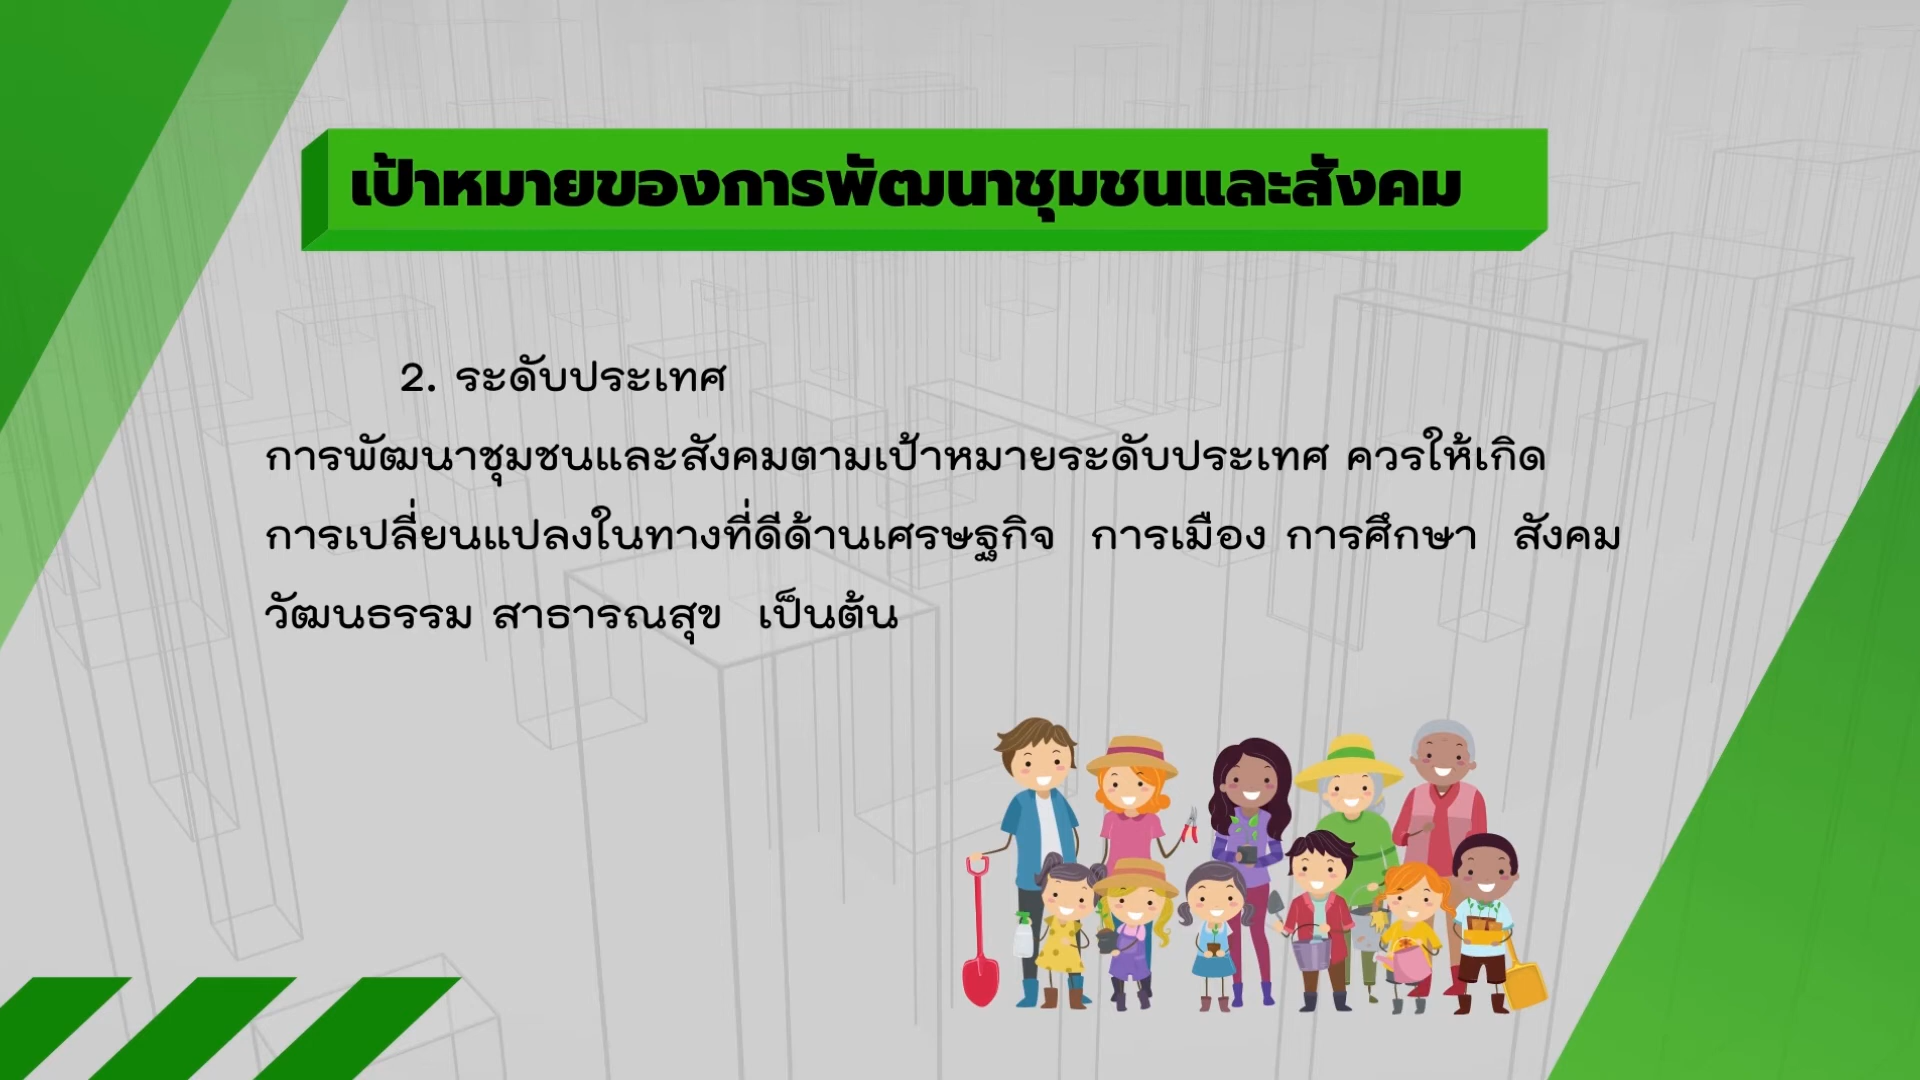 เป้าหมายของการพัฒนาชุมชนและสังคม
2. ระดับประเทศ
การพัฒนาชุมชนและสังคมตามเป้าหมายระดับประเทศ ควรให้เกิด
การเปลี่ยนแปลงในทางที่ดีด้านเศรษฐกิจ การเมือง การศึกษา สังคม
วัฒนธรรม สาธารณสุข เป็นต้น